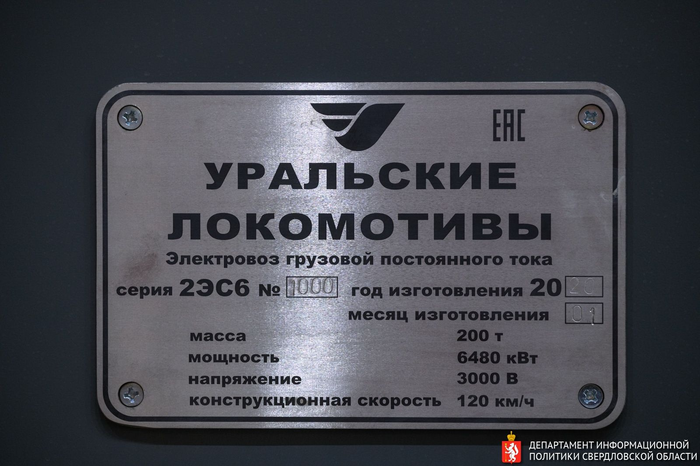 ЕАС
УРАЛЬСКИЕ
ЛОКОМОТИВЫ
Электровоз грузовой постоянного тока
серия 2ЭС6 № 1000 год изготовления 20 20
месяц изготовления 01
масса 200 т
мощность 6480 кВт
напряжение 3000 В
конструкционная скорость 120 км/ч
ДЕПАРТАМЕНТ ИНФОРМАЦИОННОЙ
ПОЛИТИКИ СВЕРДЛОВСКОЙ ОБЛАСТИ